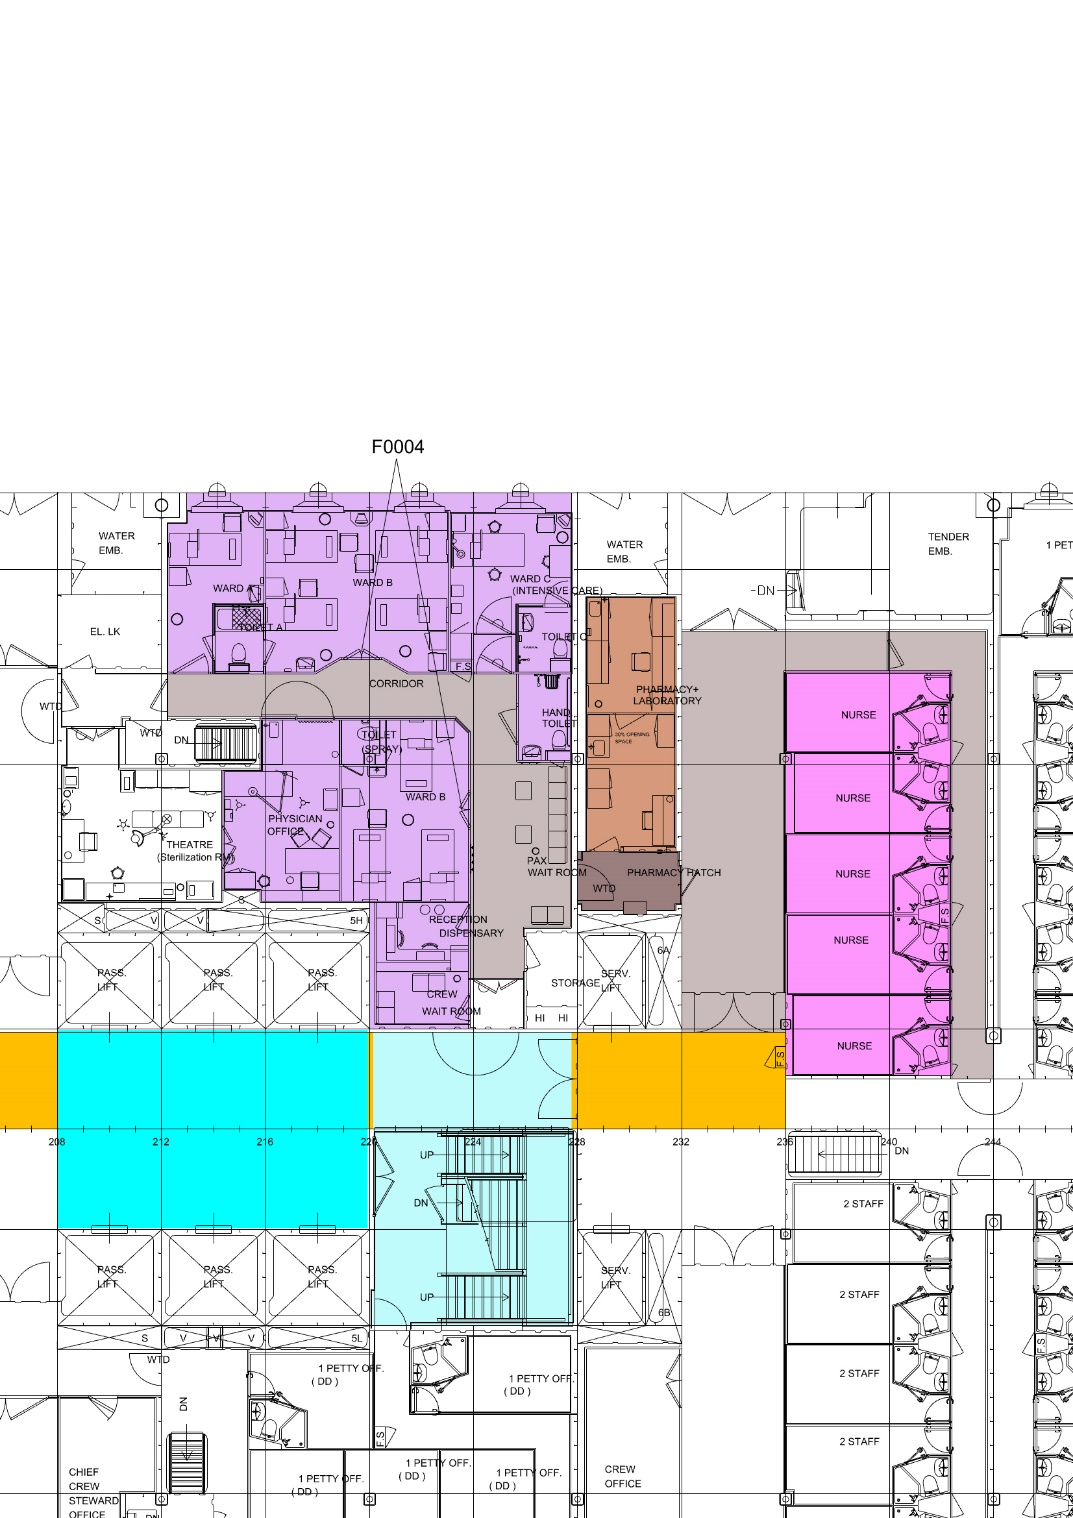 F0004
WATER
EMB.
WATER
EMB.
TENDER
EMB.
1 PET
WARD A
WARD B
WARD C
(INTENSIVE CARE)
DN
EL. LK
TOILET A
TOILET C
F.S
CORRIDOR
PHARMACY+
LABORATORY
WTD
HAND
TOILET
NURSE
WTD
DN
TOILET
(SPRAY)
50% OPENING
SPACE
WARD B
NURSE
PHYSICIAN
OFFICE
THEATRE
(Sterilization RM)
PAX
WAIT ROOM
PHARMACY HATCH
NURSE
WTD
S
S
V
V
5H
RECEPTION
DISPENSARY
F.S
NURSE
6A
PASS.
LIFT
PASS.
LIFT
PASS.
LIFT
STORAGE
SERV.
LIFT
CREW
WAIT ROOM
HI
HI
NURSE
F.S
208
212
216
220
224
228
232
236
240
244
UP
DN
DN
2 STAFF
PASS.
LIFT
PASS.
LIFT
PASS.
LIFT
UP
SERV.
LIFT
6B
2 STAFF
S
V
V
V
5L
F.S
WTD
1 PETTY OFF.
( DD )
1 PETTY OFF.
( DD )
2 STAFF
DN
F.S
2 STAFF
CHIEF
CREW
STEWARD
OFFICE
1 PETTY OFF.
( DD )
1 PETTY OFF.
( DD )
1 PETTY OFF.
( DD )
CREW
OFFICE
DN